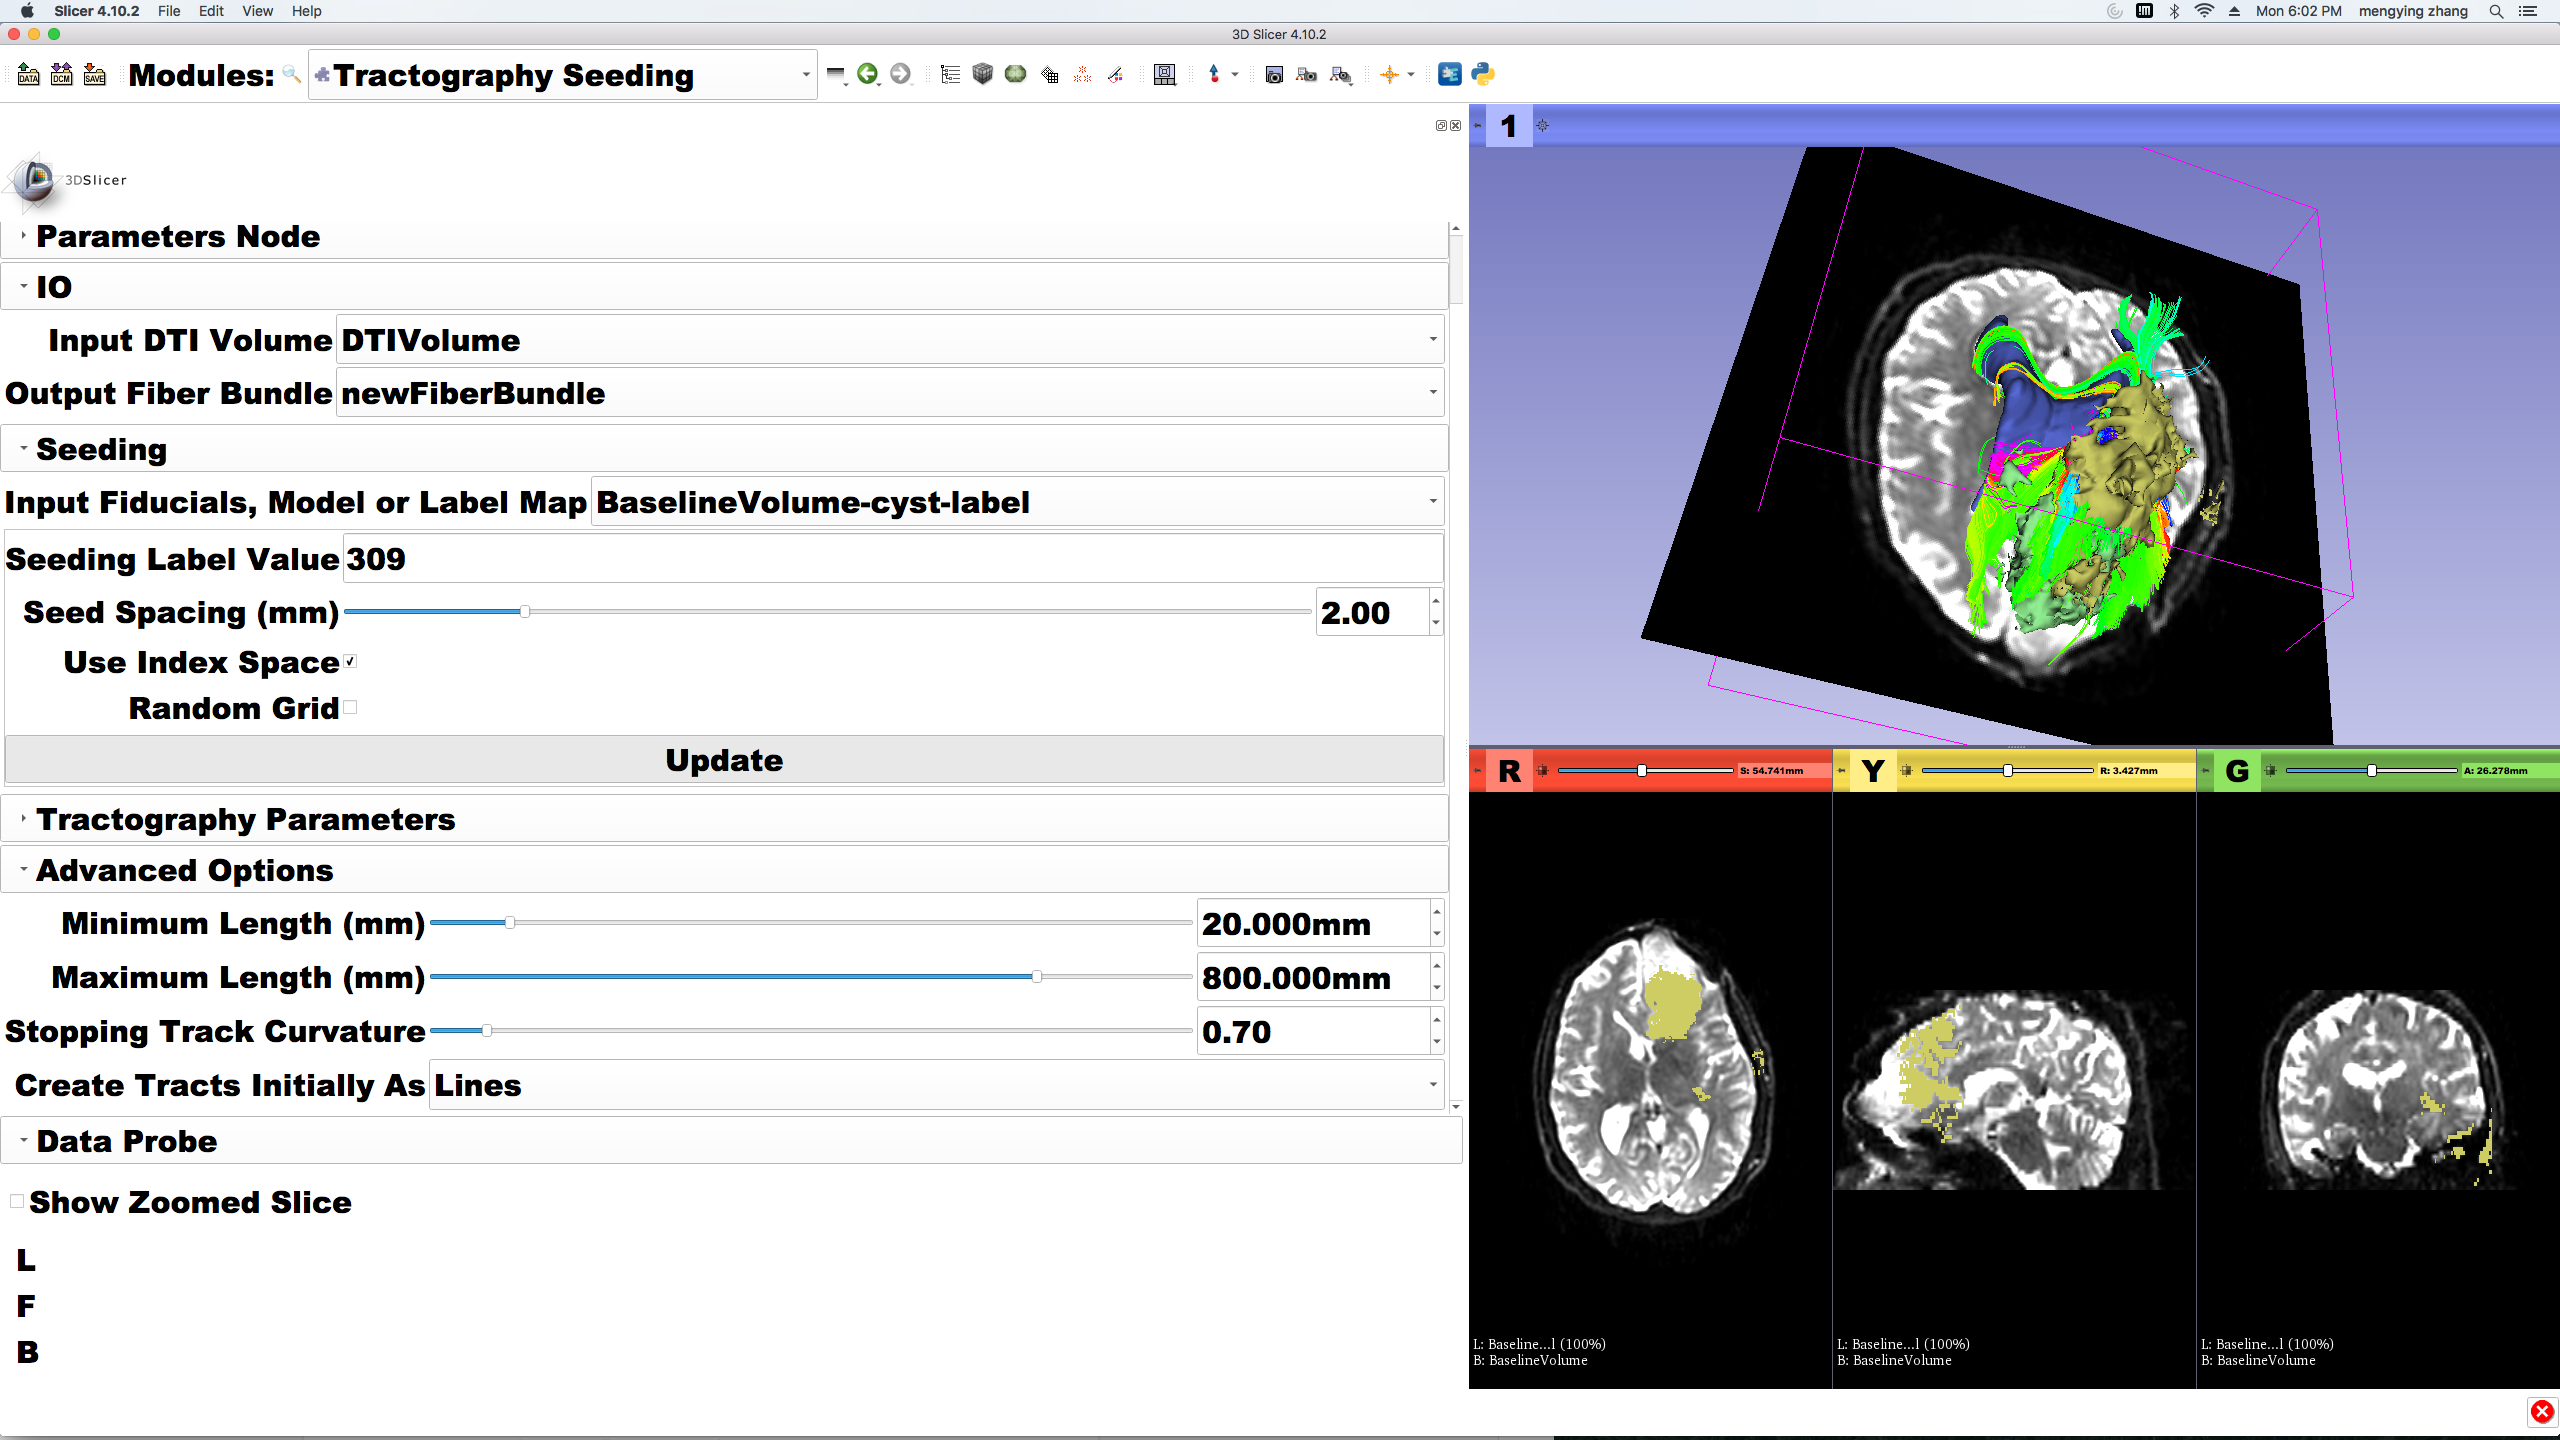 Slicer 4.10.2 File Edit View Help Mon 6:02 PM mengying zhang
3D Slicer 4.10.2
DATA DCM SAVE Modules: Tractography Seeding
1
3DSlicer
Parameters Node
IO
Input DTI Volume DTIVolume
Output Fiber Bundle newFiberBundle
Seeding
Input Fiducials, Model or Label Map BaselineVolume-cyst-label
Seeding Label Value 309
Seed Spacing (mm) 2.00
Use Index Space
Random Grid
Update
Tractography Parameters
Advanced Options
Minimum Length (mm) 20.000mm
Maximum Length (mm) 800.000mm
Stopping Track Curvature 0.70
Create Tracts Initially As Lines
Data Probe
Show Zoomed Slice
L
F
B
R S: 54.741mm
Y R: 3.427mm
G A: 26.278mm
L: Baseline...l (100%)
B: BaselineVolume
L: Baseline...l (100%)
B: BaselineVolume
L: Baseline...l (100%)
B: BaselineVolume